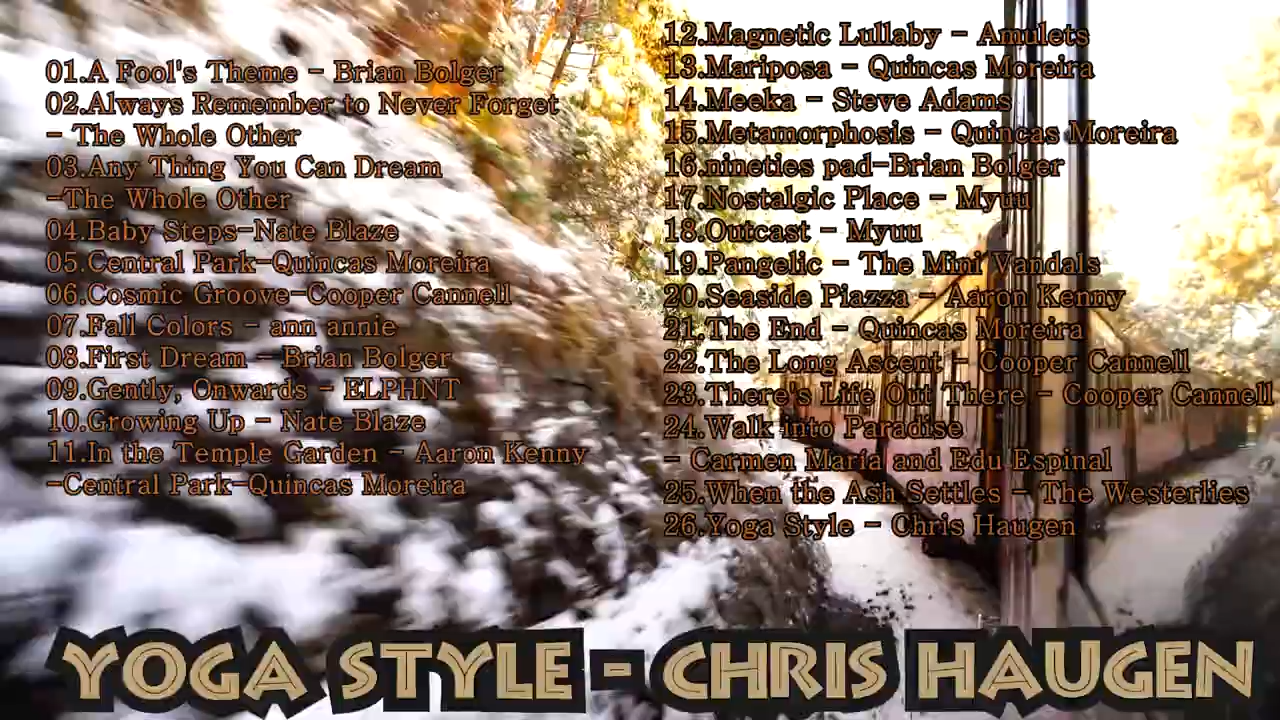 01.A Fool's Theme - Brian Bolger
02.Always Remember to Never Forget
- The Whole Other
03.Any Thing You Can Dream
-The Whole Other
04.Baby Steps-Nate Blaze
05.Central Park-Quincas Moreira
06.Cosmic Groove-Cooper Cannell
07.Fall Colors - ann annie
08.First Dream - Brian Bolger
09.Gently, Onwards - ELPHNT
10.Growing Up - Nate Blaze
11.In the Temple Garden - Aaron Kenny
-Central Park-Quincas Moreira
12.Magnetic Lullaby - Amulets
13.Mariposa - Quincas Moreira
14.Meeka - Steve Adams
15.Metamorphosis - Quincas Moreira
16.nineties pad-Brian Bolger
17.Nostalgic Place - Myuu
18.Outcast - Myuu
19.Pangelic - The Mini Vandals
20.Seaside Piazza - Aaron Kenny
21.The End - Quincas Moreira
22.The Long Ascent - Cooper Cannell
23.There's Life Out There - Cooper Cannell
24.Walk into Paradise
- Carmen María and Edu Espinal
25.When the Ash Settles - The Westerlies
26.Yoga Style - Chris Haugen
YOGA STYLE - CHRIS HAUGEN